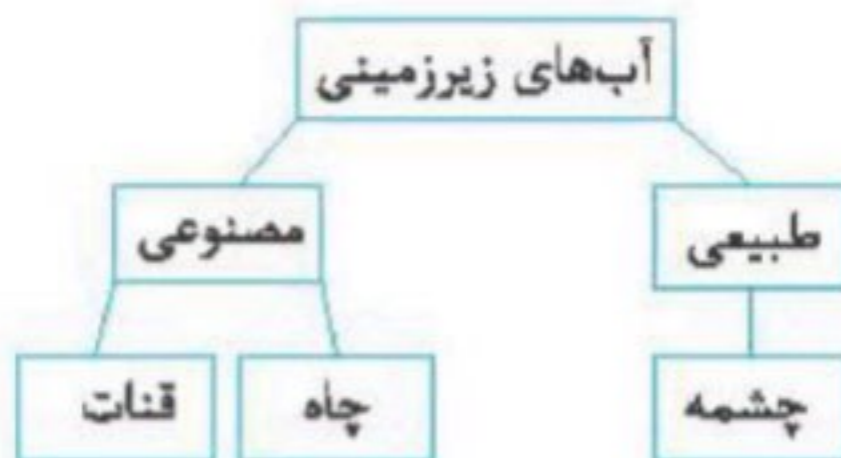 آب‌های زیرزمینی
طبیعی
مصنوعی
چشمه
چاه
قنات